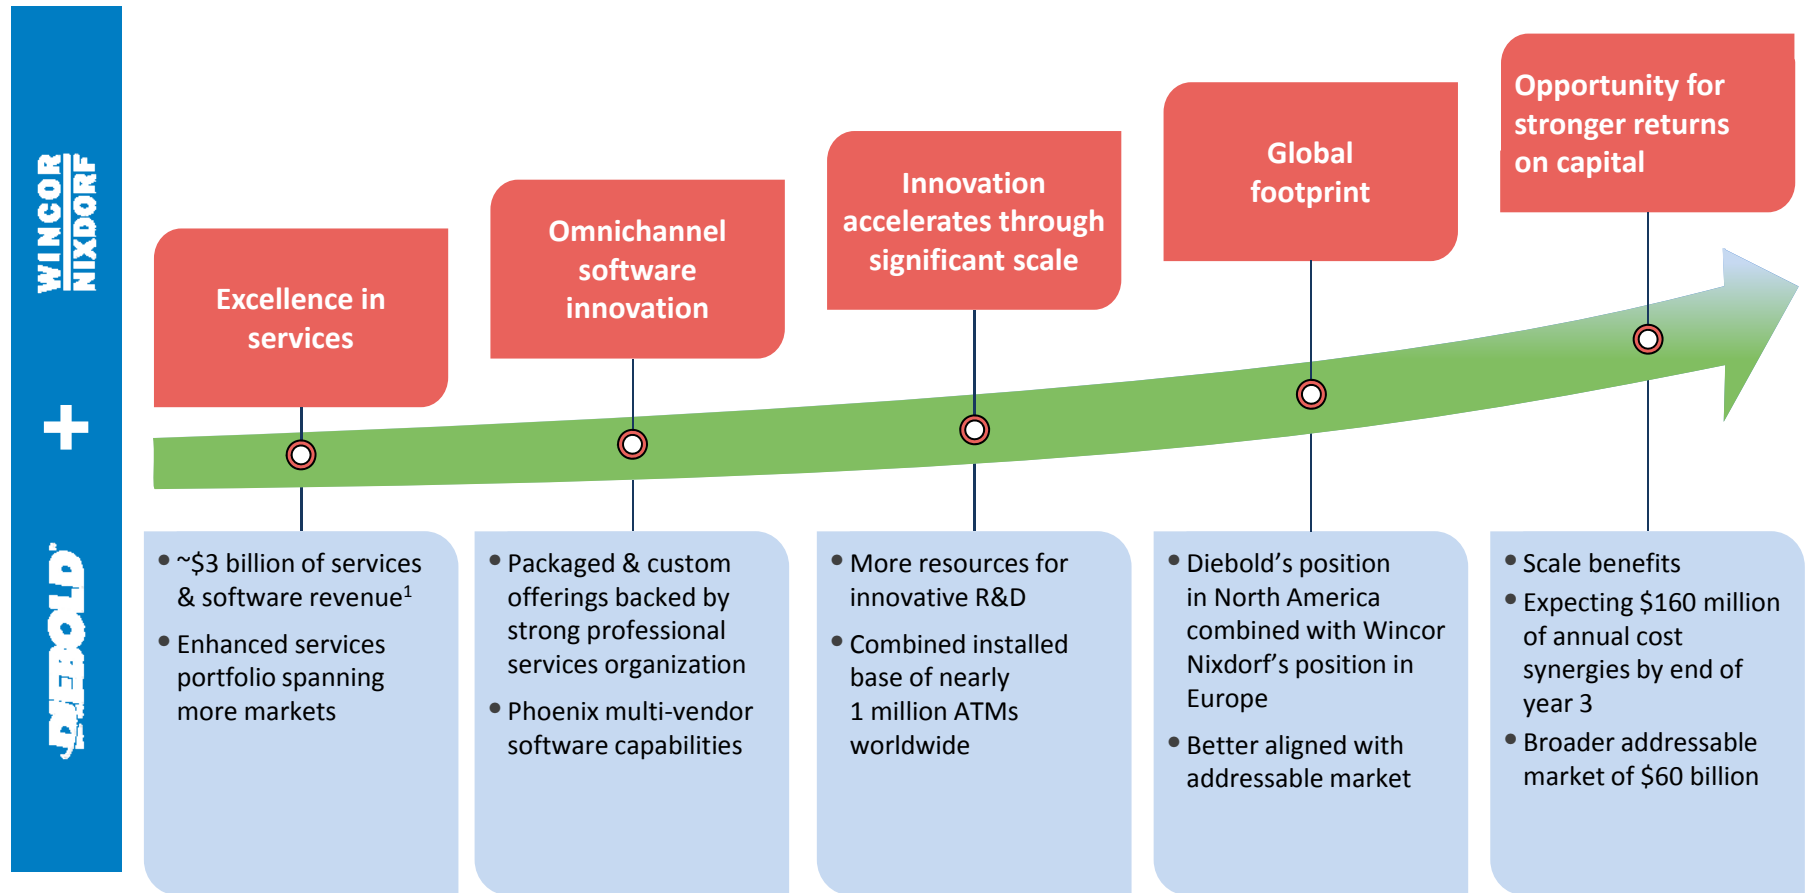 WINCOR
NIXDORF
+
DIEBOLD
Excellence in
services
Omnichannel
software
innovation
Innovation
accelerates through
significant scale
Global
footprint
Opportunity for
stronger returns
on capital
• ~$3 billion of services
& software revenue¹
• Enhanced services
portfolio spanning
more markets
• Packaged & custom
offerings backed by
strong professional
services organization
• Phoenix multi-vendor
software capabilities
• More resources for
innovative R&D
• Combined installed
base of nearly
1 million ATMs
worldwide
• Diebold’s position
in North America
combined with Wincor
Nixdorf’s position in
Europe
• Better aligned with
addressable market
• Scale benefits
• Expecting $160 million
of annual cost
synergies by end of
year 3
• Broader addressable
market of $60 billion